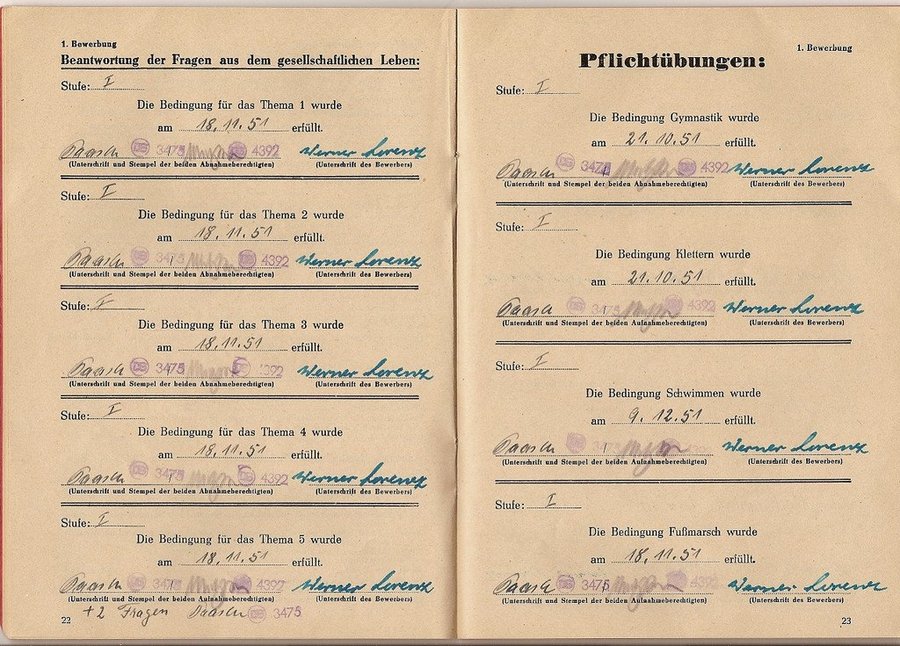 1. Bewerbung
Beantwortung der Fragen aus dem gesellschaftlichen Leben:
Stufe: I
Die Bedingung für das Thema 1 wurde
am 18.11.51 erfüllt.
3475 4392 Werner Lorenz
(Unterschrift und Stempel der beiden Abnahmeberechtigten) (Unterschrift des Bewerbers)
Stufe: I
Die Bedingung für das Thema 2 wurde
am 18.11.51 erfüllt.
3475 4392 Werner Lorenz
(Unterschrift und Stempel der beiden Abnahmeberechtigten) (Unterschrift des Bewerbers)
Stufe: I
Die Bedingung für das Thema 3 wurde
am 18.11.51 erfüllt.
3475 Werner Lorenz
(Unterschrift und Stempel der beiden Abnahmeberechtigten) (Unterschrift des Bewerbers)
Stufe: I
Die Bedingung für das Thema 4 wurde
am 18.11.51 erfüllt.
3475 4392 Werner Lorenz
(Unterschrift und Stempel der beiden Abnahmeberechtigten) (Unterschrift des Bewerbers)
Stufe: I
Die Bedingung für das Thema 5 wurde
am 18.11.51 erfüllt.
4392 Werner Lorenz
(Unterschrift und Stempel der beiden Abnahmeberechtigten) (Unterschrift des Bewerbers)
+2 Fragen 3475
22
1. Bewerbung
Pflichtübungen:
Stufe: I
Die Bedingung Gymnastik wurde
am 21.10.51 erfüllt.
3475 4392 Werner Lorenz
(Unterschrift und Stempel der beiden Abnahmeberechtigten) (Unterschrift des Bewerbers)
Stufe: I
Die Bedingung Klettern wurde
am 21.10.51 erfüllt.
4392 Werner Lorenz
(Unterschrift und Stempel der beiden Aufnahmeberechtigten) (Unterschrift des Bewerbers)
Stufe: I
Die Bedingung Schwimmen wurde
am 9.12.51 erfüllt.
Werner Lorenz
(Unterschrift und Stempel der beiden Aufnahmeberechtigten) (Unterschrift des Bewerbers)
Stufe: I
Die Bedingung Fußmarsch wurde
am 18.11.51 erfüllt.
3475 4392 Werner Lorenz
(Unterschrift und Stempel der beiden Aufnahmeberechtigten) (Unterschrift des Bewerbers)
23